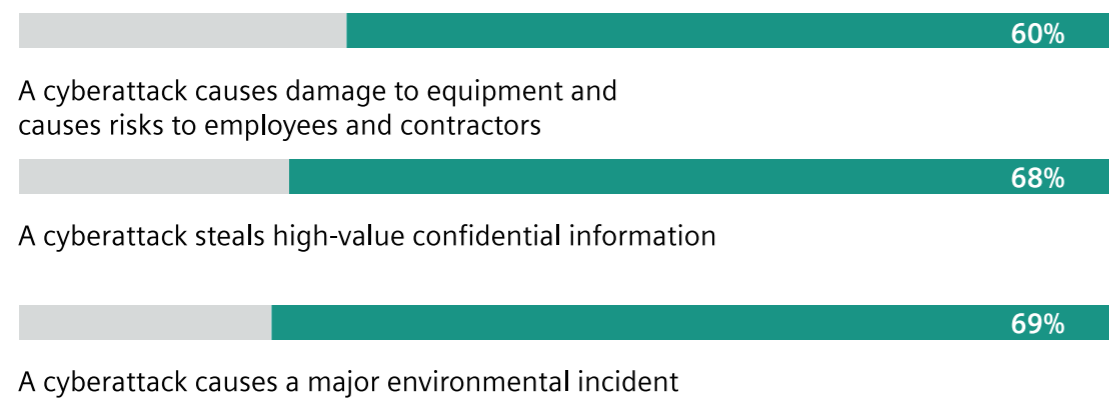 60%
A cyberattack causes damage to equipment and
causes risks to employees and contractors
68%
A cyberattack steals high-value confidential information
69%
A cyberattack causes a major environmental incident